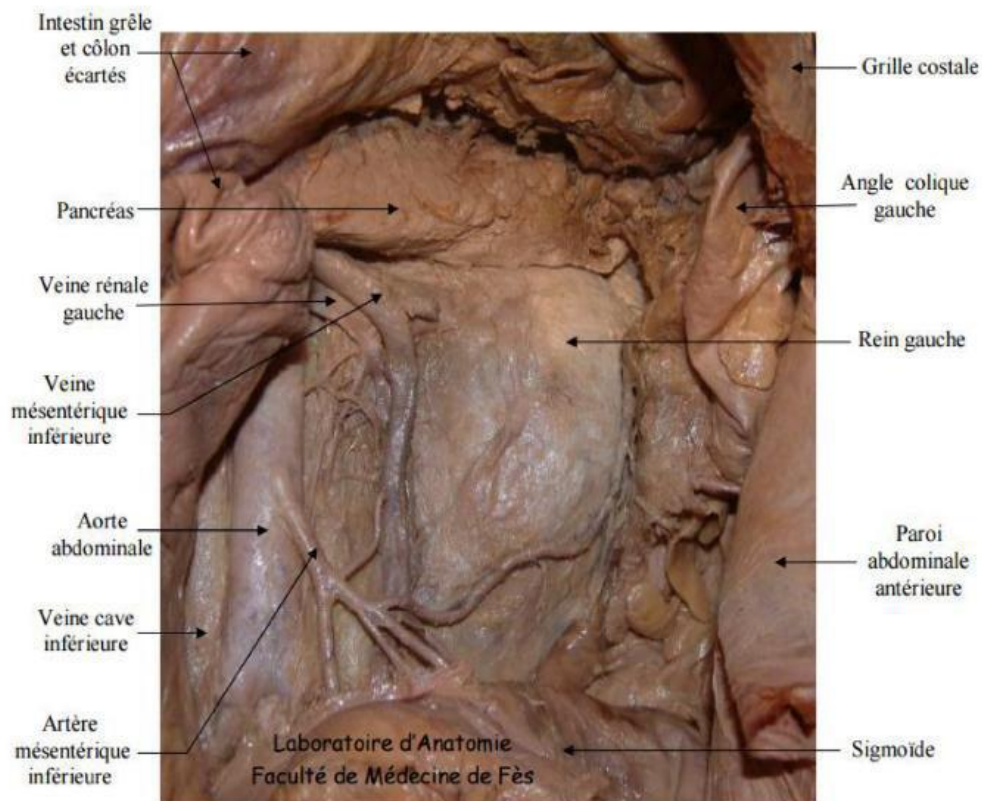 Intestin grêle
et côlon
écartés
Pancréas
Veine rénale
gauche
Veine
mésentérique
inférieure
Aorte
abdominale
Veine cave
inférieure
Artère
mésentérique
inférieure
Grille costale
Angle colique
gauche
Rein gauche
Paroi
abdominale
antérieure
Sigmoïde
Laboratoire d'Anatomie
Faculté de Médecine de Fès